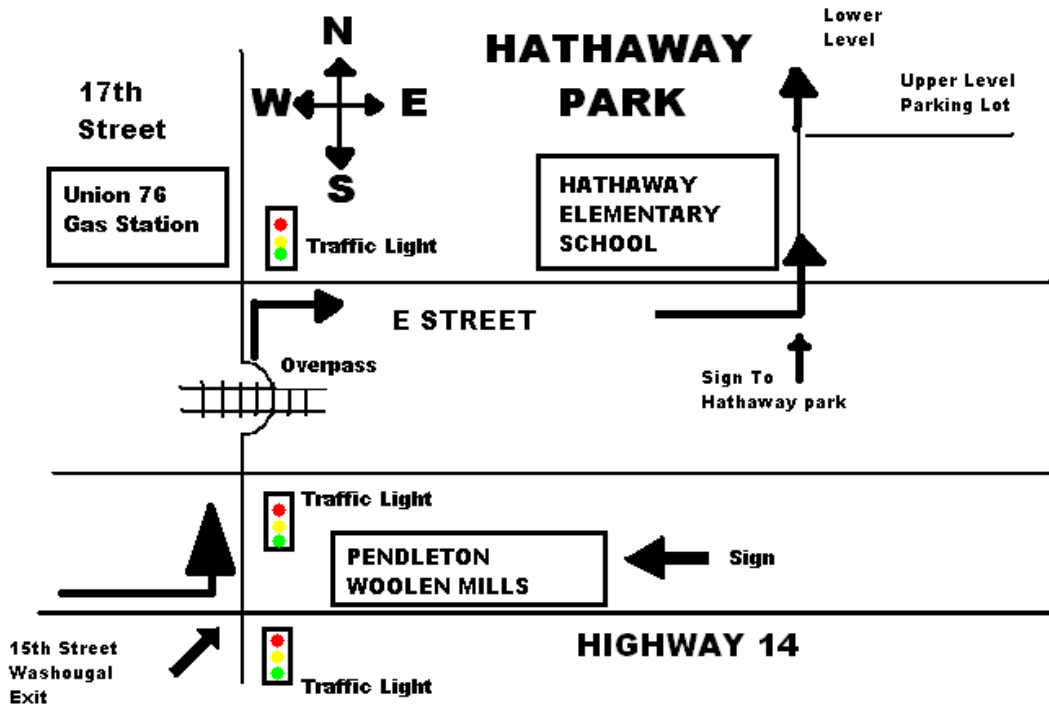 Lower
Level
N
HATHAWAY
PARK
17th
Street
W
E
Upper Level
Parking Lot
S
Union 76
Gas Station
HATHAWAY
ELEMENTARY
SCHOOL
Traffic Light
E STREET
Overpass
Sign To
Hathaway park
Traffic Light
PENDLETON
WOOLEN MILLS
Sign
15th Street
Washougal
Exit
HIGHWAY 14
Traffic Light